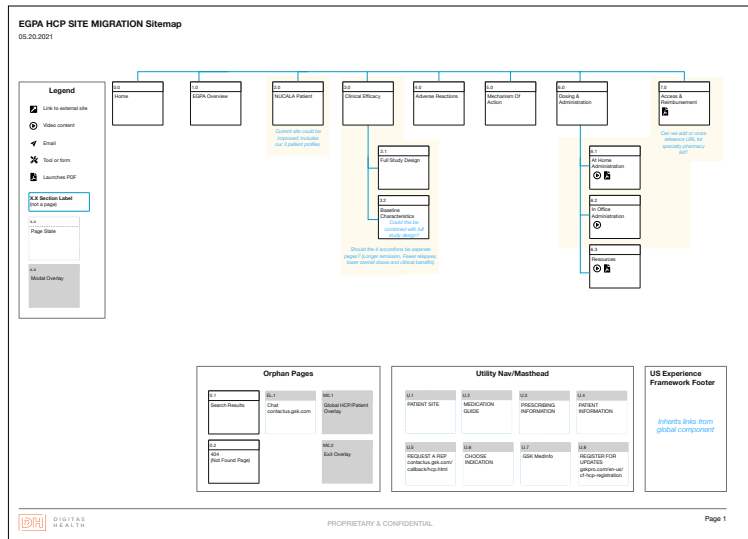 EGPA HCP SITE MIGRATION Sitemap
05.20.2021
Legend
Link to external site
Video content
Email
Tool or form
Launches PDF
X.X Section Label
(not a page)
x.x
Page State
x.x
Modal Overlay
0.0
Home
1.0
EGPA Overview
2.0
NUCALA Patient
Current site could be
improved; Includes
our 3 patient profiles.
3.0
Clinical Efficacy
3.1
Full Study Design
3.2
Baseline
Characteristics
Could this be
combined with full
study design?
Should the 4 accordions be separate
pages? (Longer remission, Fewer relapses,
lower steroid doses and clinical benefits)
4.0
Adverse Reactions
5.0
Mechanism Of
Action
6.0
Dosing &
Administration
6.1
At Home
Administration
6.2
In Office
Administration
6.3
Resources
7.0
Access &
Reimbursement
Can we add or cross
reference URL for
specialty pharmacy
list?
Orphan Pages
0.1
Search Results
EL.1
Chat
contactus.gsk.com
M0.1
Global HCP/Patient
Overlay
0.2
404
(Not Found Page)
M0.2
Exit Overlay
Utility Nav/Masthead
U.1
PATIENT SITE
U.2
MEDICATION
GUIDE
U.3
PRESCRIBING
INFORMATION
U.4
PATIENT
INFORMATION
U.5
REQUEST A REP
contactus.gsk.com/
callback/hcp.html
U.6
CHOOSE
INDICATION
U.7
GSK MedInfo
U.8
REGISTER FOR
UPDATES
gskpro.com/en-us/
cf-hcp-registration
US Experience
Framework Footer
Inherits links from
global component
DH
DIGITAS
HEALTH
PROPRIETARY & CONFIDENTIAL
Page 1